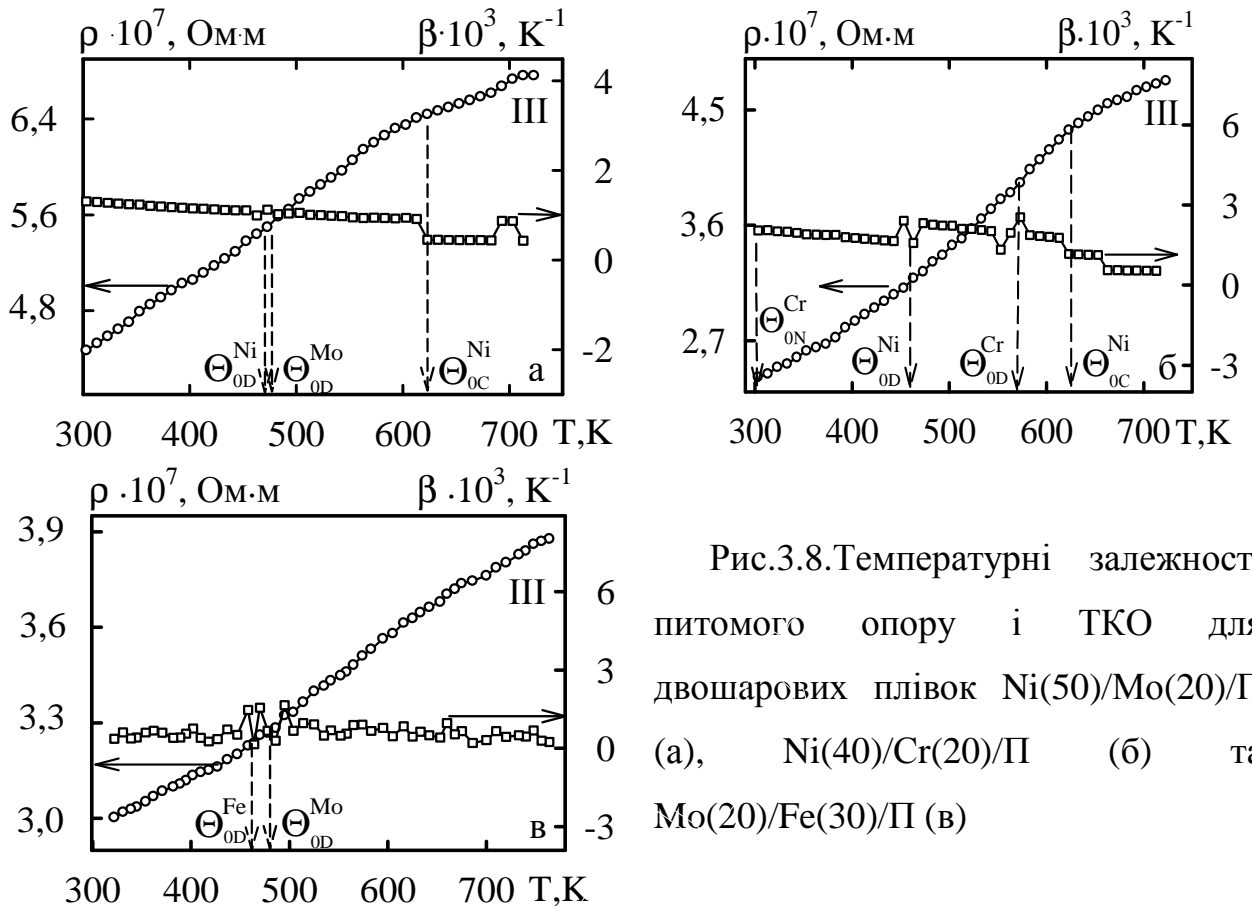 ρ ·10⁷, Ом·м β·10³, K⁻¹
6,4
5,6
4,8
III
4
2
0
-2
Θ₀D^Ni Θ₀D^Mo Θ₀C^Ni а
300 400 500 600 700 T,K
ρ·10⁷, Ом·м β·10³, K⁻¹
4,5
3,6
2,7
III
6
3
0
-3
Θ₀N^Cr Θ₀D^Ni Θ₀D^Cr Θ₀C^Ni б
300 400 500 600 700 T,K
ρ ·10⁷, Ом·м β ·10³, K⁻¹
3,9
3,6
3,3
3,0
III
6
3
0
-3
Θ₀D^Fe Θ₀D^Mo в
300 400 500 600 700 T,K
Рис.3.8.Температурні залежност
питомого опору і ТКО для
двошарових плівок Ni(50)/Mo(20)/П
(а), Ni(40)/Cr(20)/П (б) та
Mo(20)/Fe(30)/П (в)